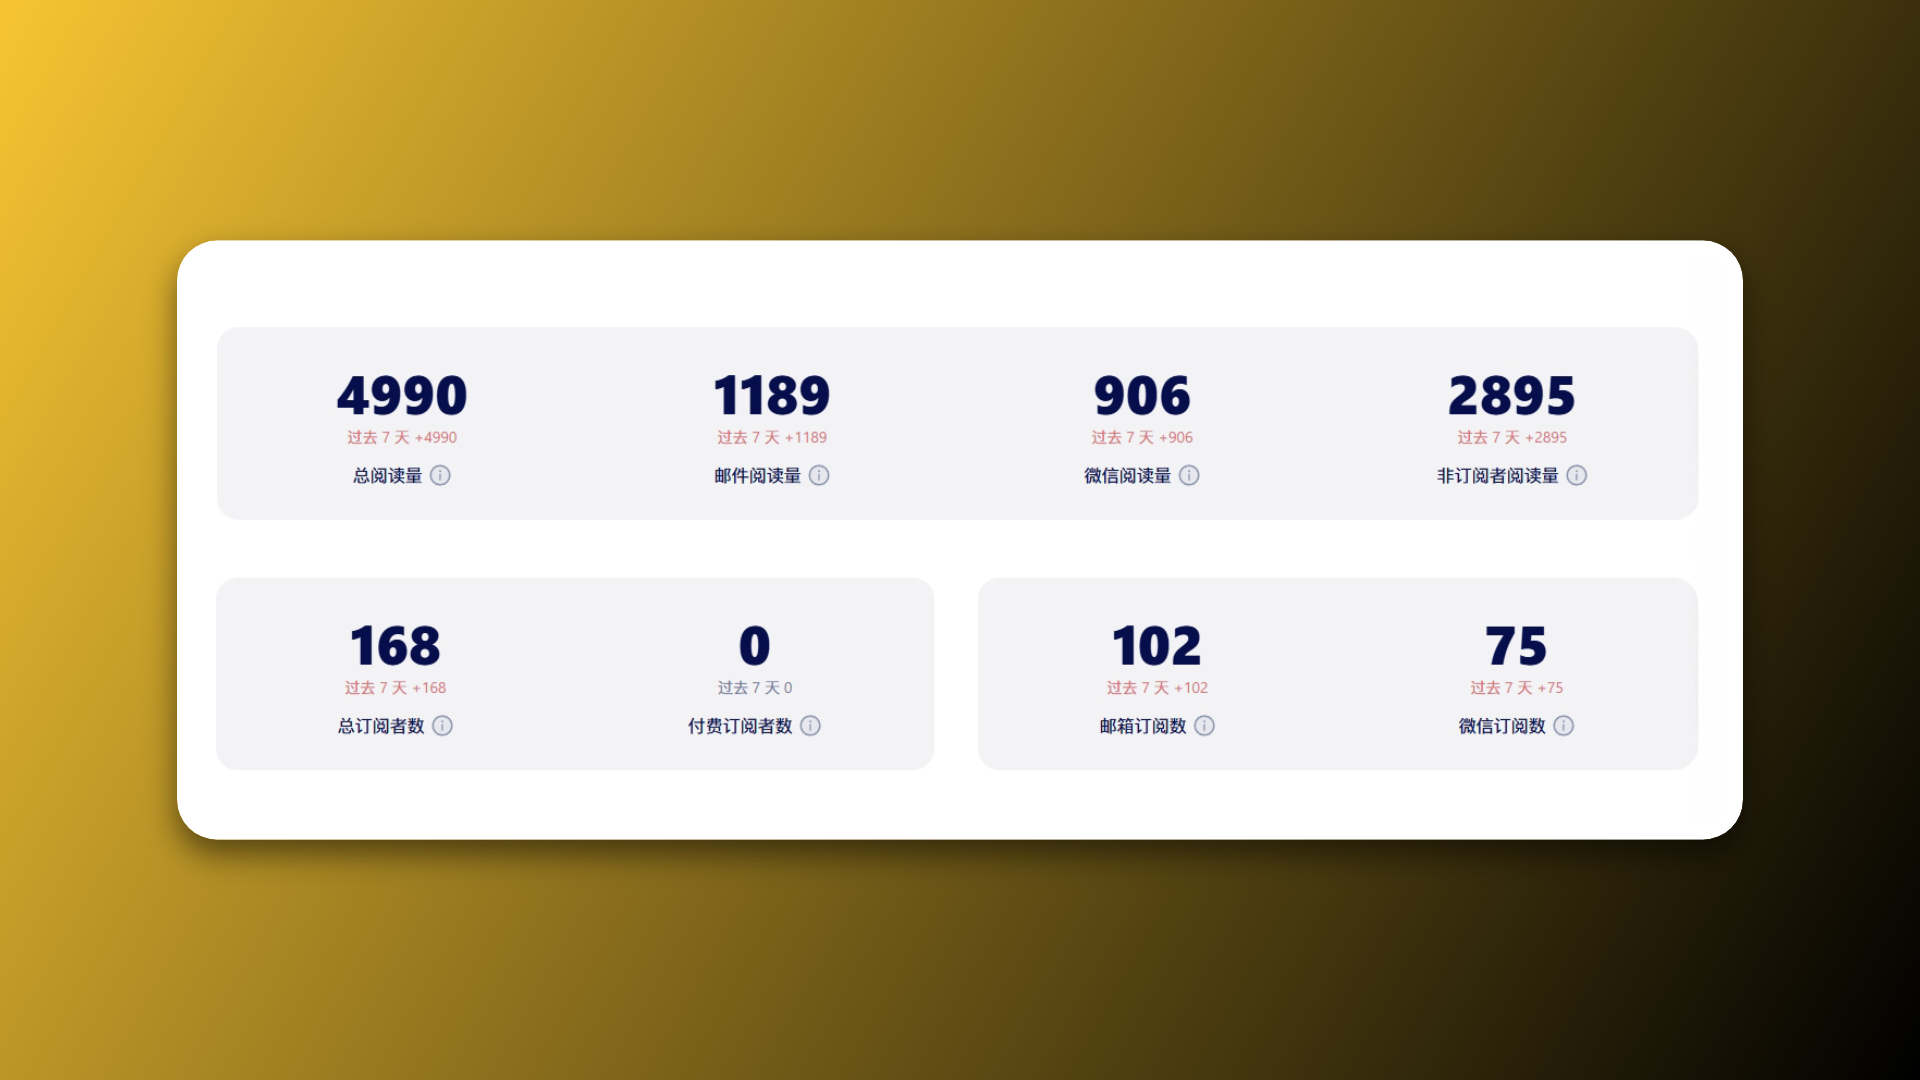 4990
过去 7 天 +4990
总阅读量
1189
过去 7 天 +1189
邮件阅读量
906
过去 7 天 +906
微信阅读量
2895
过去 7 天 +2895
非订阅者阅读量
168
过去 7 天 +168
总订阅者数
0
过去 7 天 0
付费订阅者数
102
过去 7 天 +102
邮箱订阅数
75
过去 7 天 +75
微信订阅数